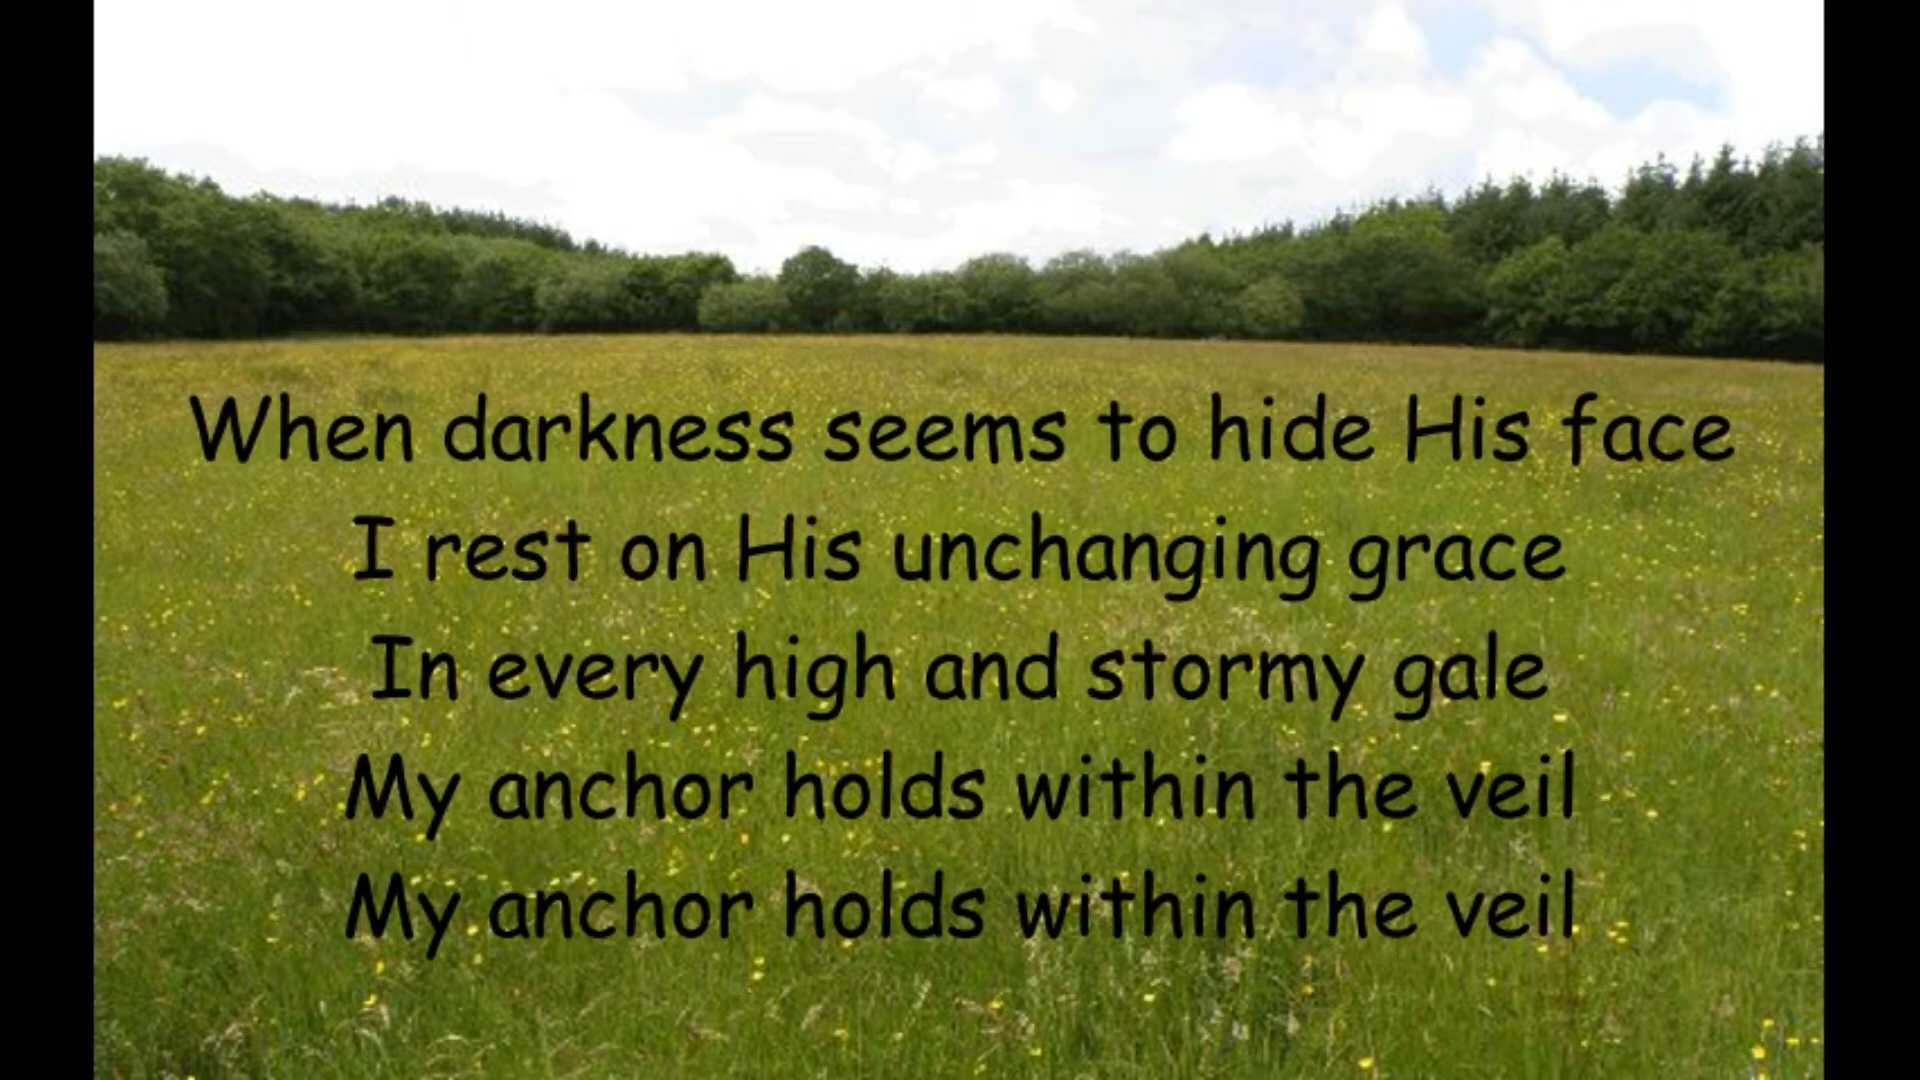 When darkness seems to hide His face
I rest on His unchanging grace
In every high and stormy gale
My anchor holds within the veil
My anchor holds within the veil